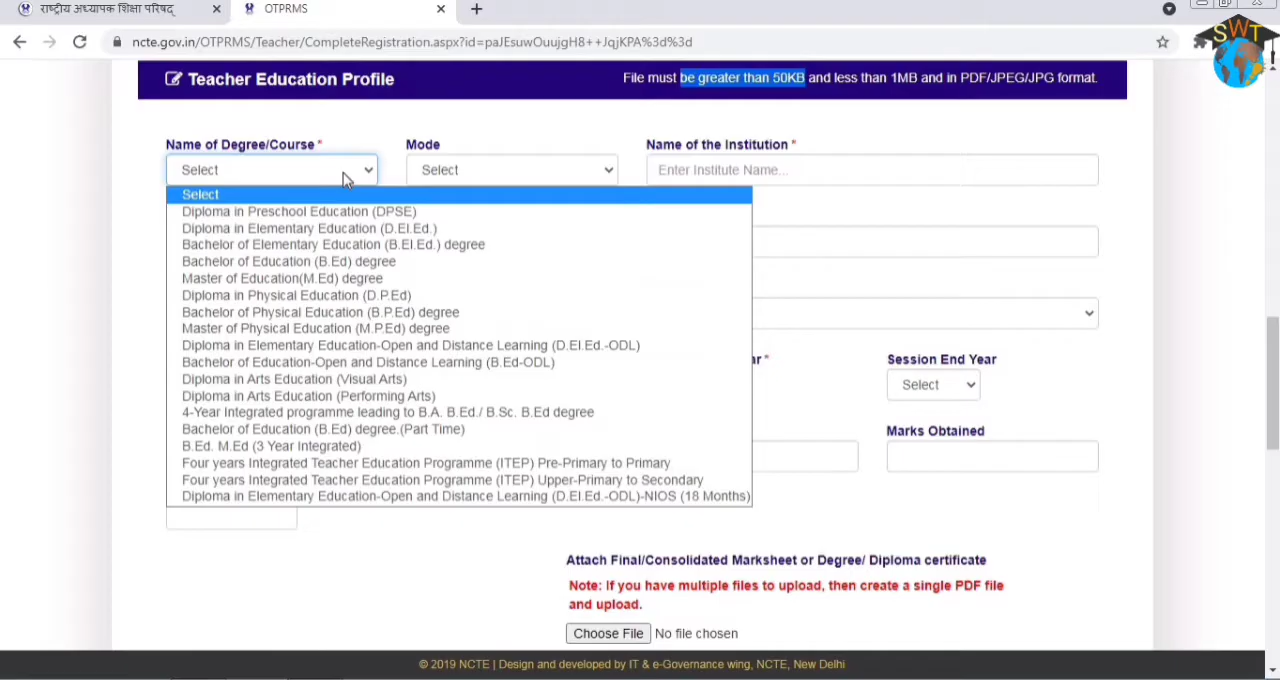 राष्ट्रीय अध्यापक शिक्षा परिषद्
OTPRMS
ncte.gov.in/OTPRMS/Teacher/CompleteRegistration.aspx?id=paJEsuwOuujgH8++JqjKPA%3d%3d
SWT
Teacher Education Profile
File must be greater than 50KB and less than 1MB and in PDF/JPEG/JPG format.
Name of Degree/Course *
Mode
Name of the Institution *
Select
Select
Enter Institute Name...
Select
Diploma in Preschool Education (DPSE)
Diploma in Elementary Education (D.El.Ed.)
Bachelor of Elementary Education (B.El.Ed.) degree
Bachelor of Education (B.Ed) degree
Master of Education(M.Ed) degree
Diploma in Physical Education (D.P.Ed)
Bachelor of Physical Education (B.P.Ed) degree
Master of Physical Education (M.P.Ed) degree
Diploma in Elementary Education-Open and Distance Learning (D.El.Ed.-ODL)
Bachelor of Education-Open and Distance Learning (B.Ed-ODL)
Diploma in Arts Education (Visual Arts)
Diploma in Arts Education (Performing Arts)
4-Year Integrated programme leading to B.A. B.Ed./ B.Sc. B.Ed degree
Bachelor of Education (B.Ed) degree.(Part Time)
B.Ed. M.Ed (3 Year Integrated)
Four years Integrated Teacher Education Programme (ITEP) Pre-Primary to Primary
Four years Integrated Teacher Education Programme (ITEP) Upper-Primary to Secondary
Diploma in Elementary Education-Open and Distance Learning (D.El.Ed.-ODL)-NIOS (18 Months)
ar *
Session End Year
Select
Marks Obtained
Attach Final/Consolidated Marksheet or Degree/ Diploma certificate
Note: If you have multiple files to upload, then create a single PDF file
and upload.
Choose File No file chosen
© 2019 NCTE | Design and developed by IT & e-Governance wing, NCTE, New Delhi